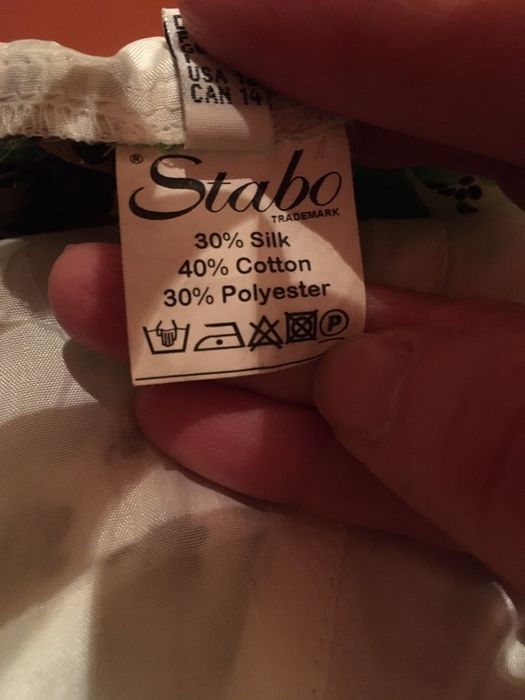 USA
CAN 14
® Stabo
TRADEMARK
30% Silk
40% Cotton
30% Polyester
P